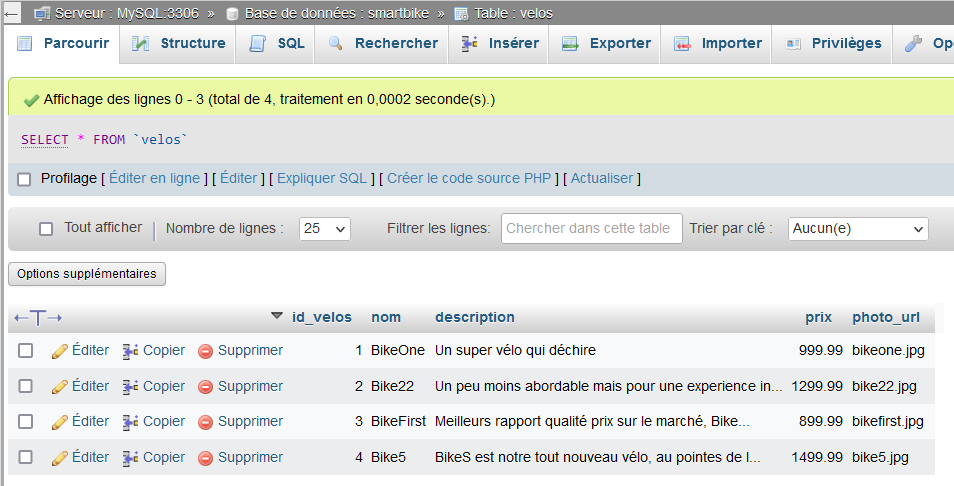 Serveur : MySQL:3306 » Base de données : smartbike » Table : velos
Parcourir Structure SQL Rechercher Insérer Exporter Importer Privilèges Op
Affichage des lignes 0 - 3 (total de 4, traitement en 0,0002 seconde(s).)
SELECT * FROM `velos`
Profilage [ Éditer en ligne ] [ Éditer ] [ Expliquer SQL ] [ Créer le code source PHP ] [ Actualiser ]
Tout afficher Nombre de lignes : 25 Filtrer les lignes: Chercher dans cette table Trier par clé : Aucun(e)
Options supplémentaires
id_velos nom description prix photo_url
Éditer Copier Supprimer 1 BikeOne Un super vélo qui déchire 999.99 bikeone.jpg
Éditer Copier Supprimer 2 Bike22 Un peu moins abordable mais pour une experience in... 1299.99 bike22.jpg
Éditer Copier Supprimer 3 BikeFirst Meilleurs rapport qualité prix sur le marché, Bike... 899.99 bikefirst.jpg
Éditer Copier Supprimer 4 Bike5 BikeS est notre tout nouveau vélo, au pointes de l... 1499.99 bike5.jpg